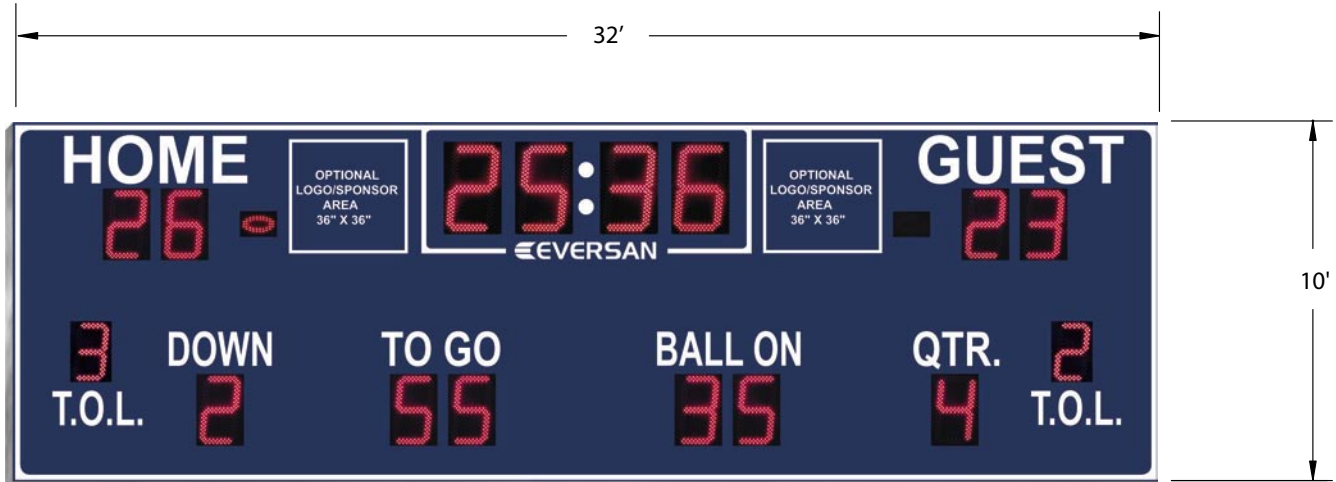 32’
HOME
OPTIONAL
LOGO/SPONSOR
AREA
36" X 36"
25:36
OPTIONAL
LOGO/SPONSOR
AREA
36" X 36"
GUEST
26
23
EVERSAN
10'
3
T.O.L.
DOWN
2
TO GO
55
BALL ON
35
QTR.
4
2
T.O.L.